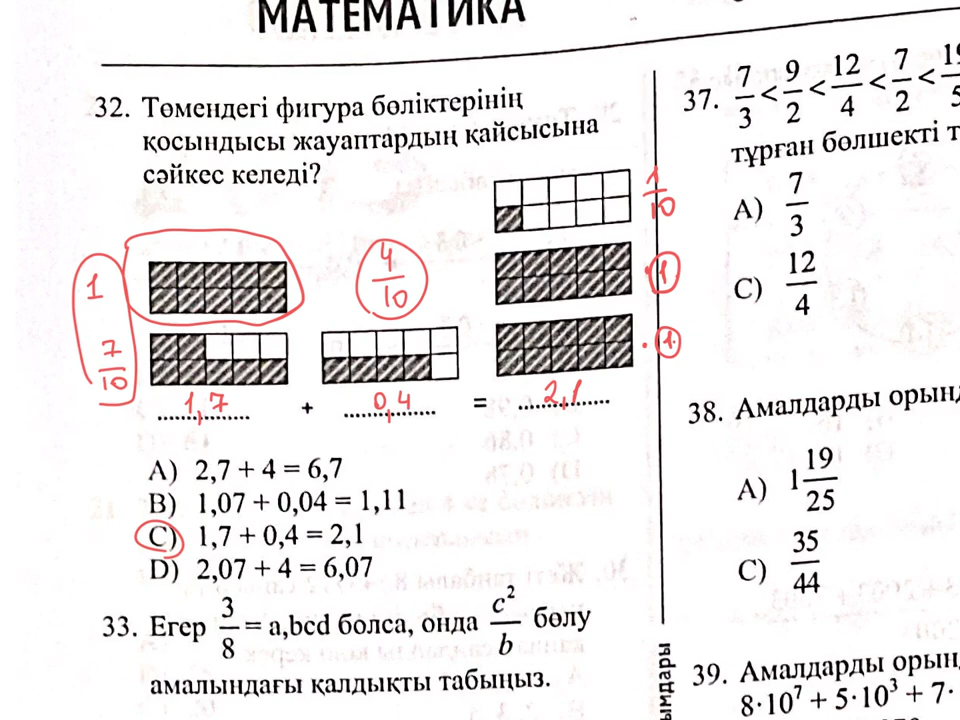 МАТЕМАТИКА
32. Төмендегі фигура бөліктерінің
қосындысы жауаптардың қайсысына
сәйкес келеді?
1/10
1
4/10
1
7/10
1
1,7 + 0,4 = 2,1
A) 2,7 + 4 = 6,7
B) 1,07 + 0,04 = 1,11
C) 1,7 + 0,4 = 2,1
D) 2,07 + 4 = 6,07
33. Егер 3/8 = a,bcd болса, онда c²/b бөлу
амалындағы қалдықты табыңыз.
37. 7/3 < 9/2 < 12/4 < 7/2 <
тұрған бөлшекті
A) 7/3
C) 12/4
38. Амалдарды
A) 1 19/25
C) 35/44
39. Амалдарды
8·10⁷ + 5·10³ + 7·